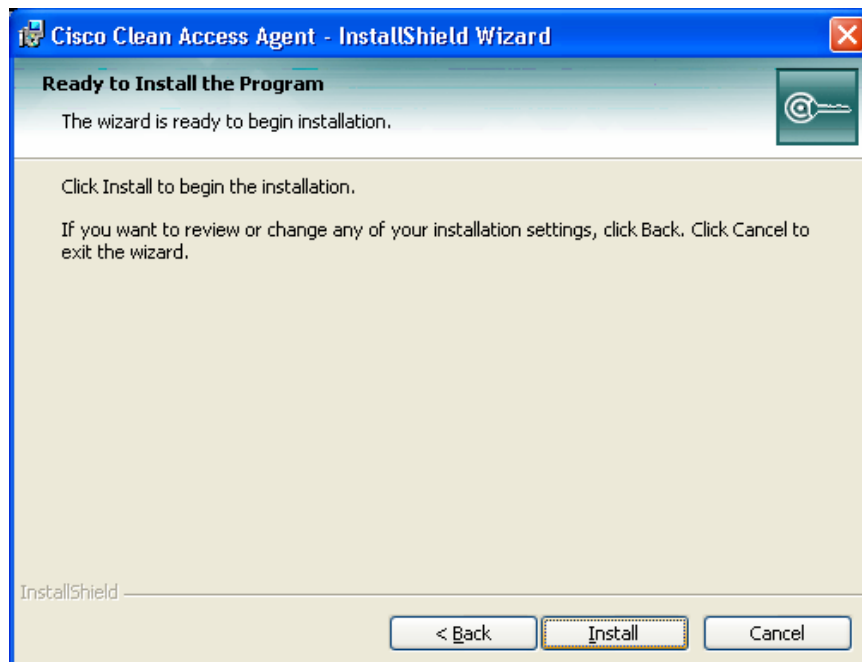 Cisco Clean Access Agent - InstallShield Wizard
Ready to Install the Program
The wizard is ready to begin installation.
Click Install to begin the installation.
If you want to review or change any of your installation settings, click Back. Click Cancel to
exit the wizard.
InstallShield
< Back
Install
Cancel